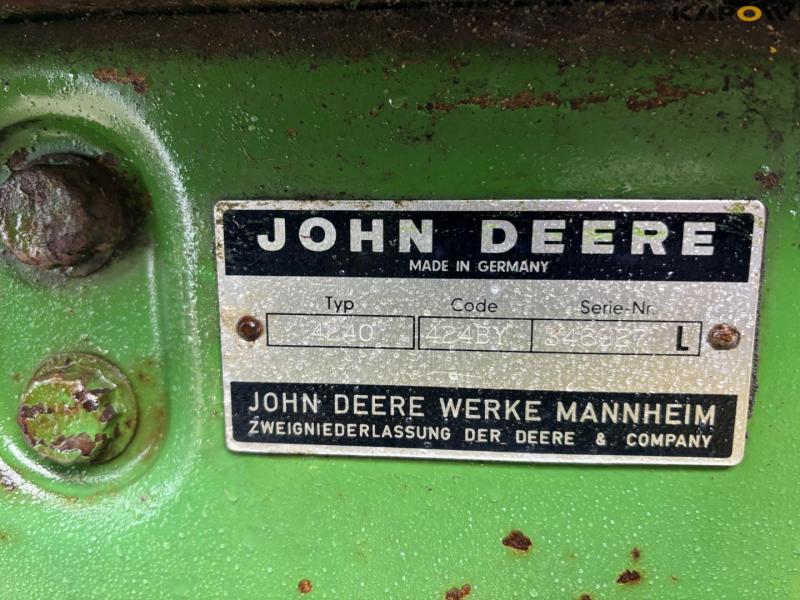 KAPOW
JOHN DEERE
MADE IN GERMANY
Typ Code Serie-Nr.
4240 424BY L
JOHN DEERE WERKE MANNHEIM
ZWEIGNIEDERLASSUNG DER DEERE & COMPANY